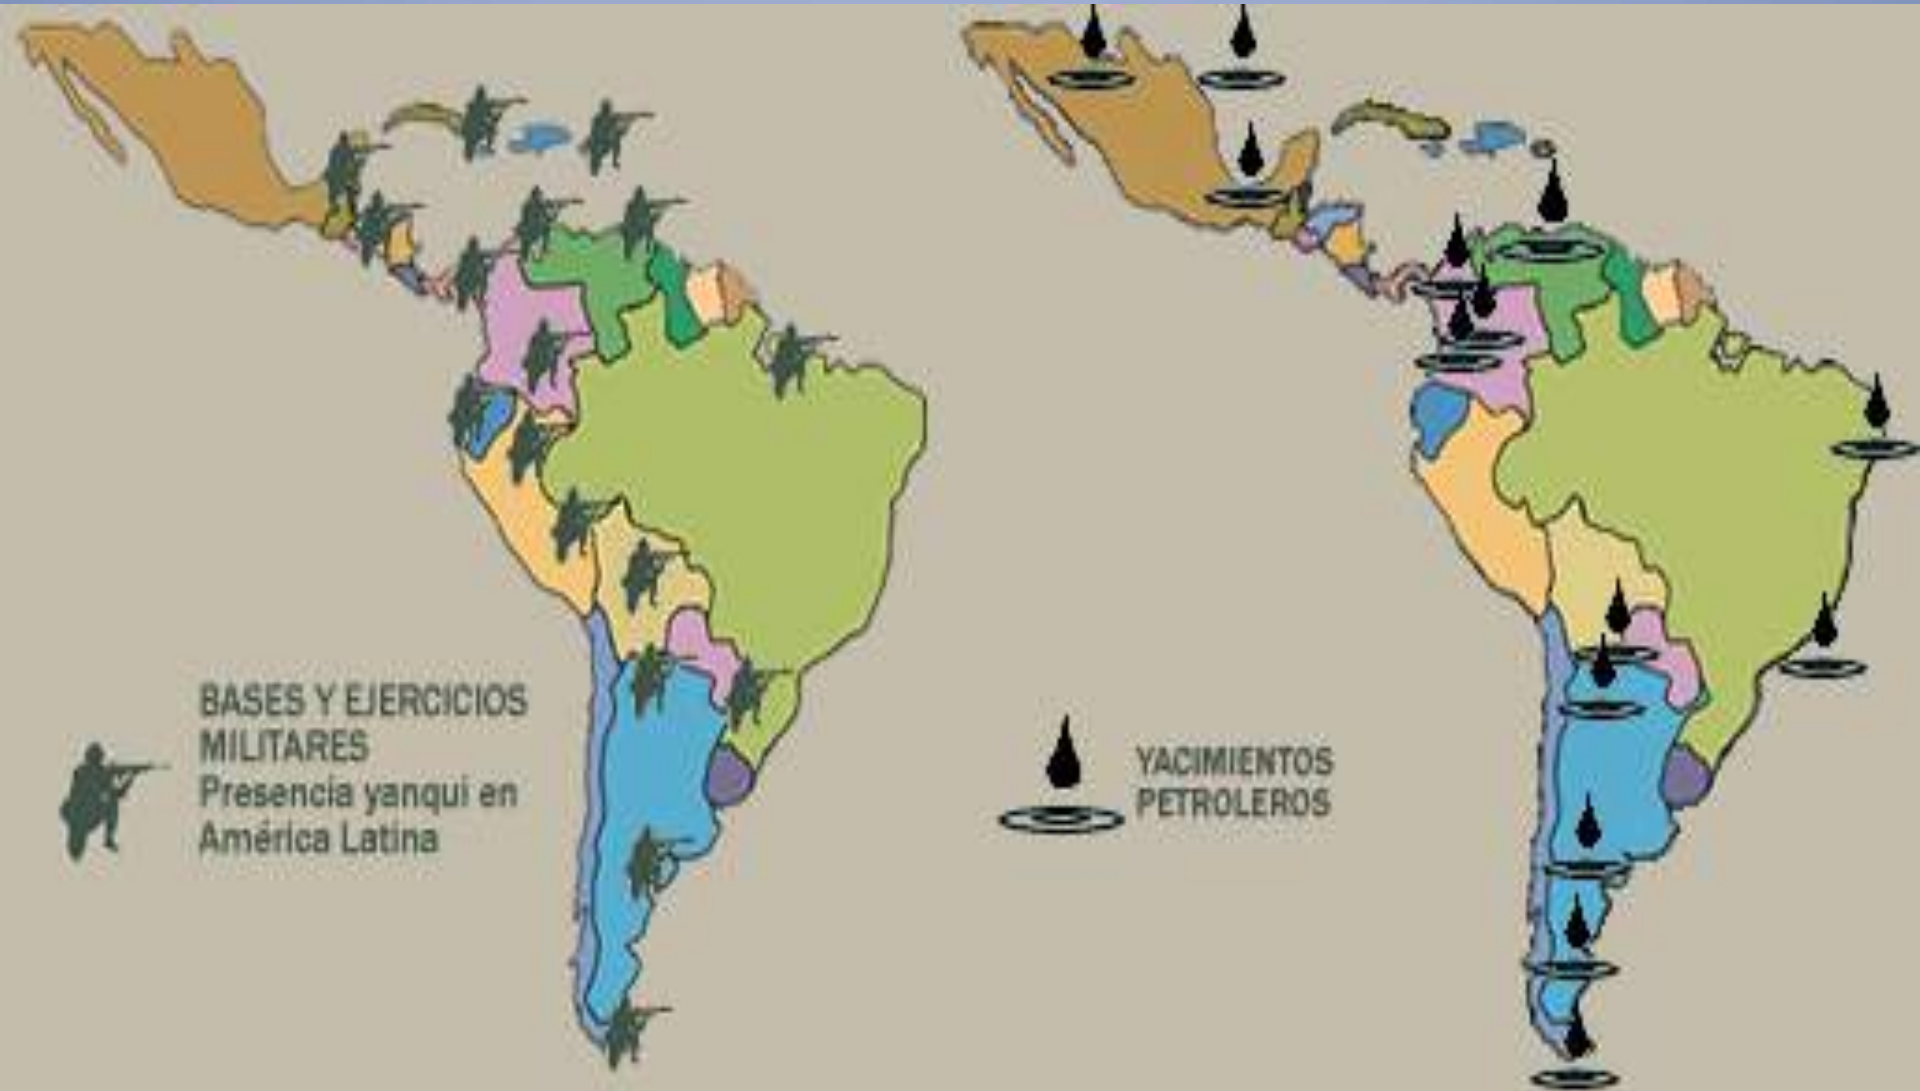 BASES Y EJERCICIOS
MILITARES
Presencia yanqui en
América Latina
YACIMIENTOS
PETROLEROS